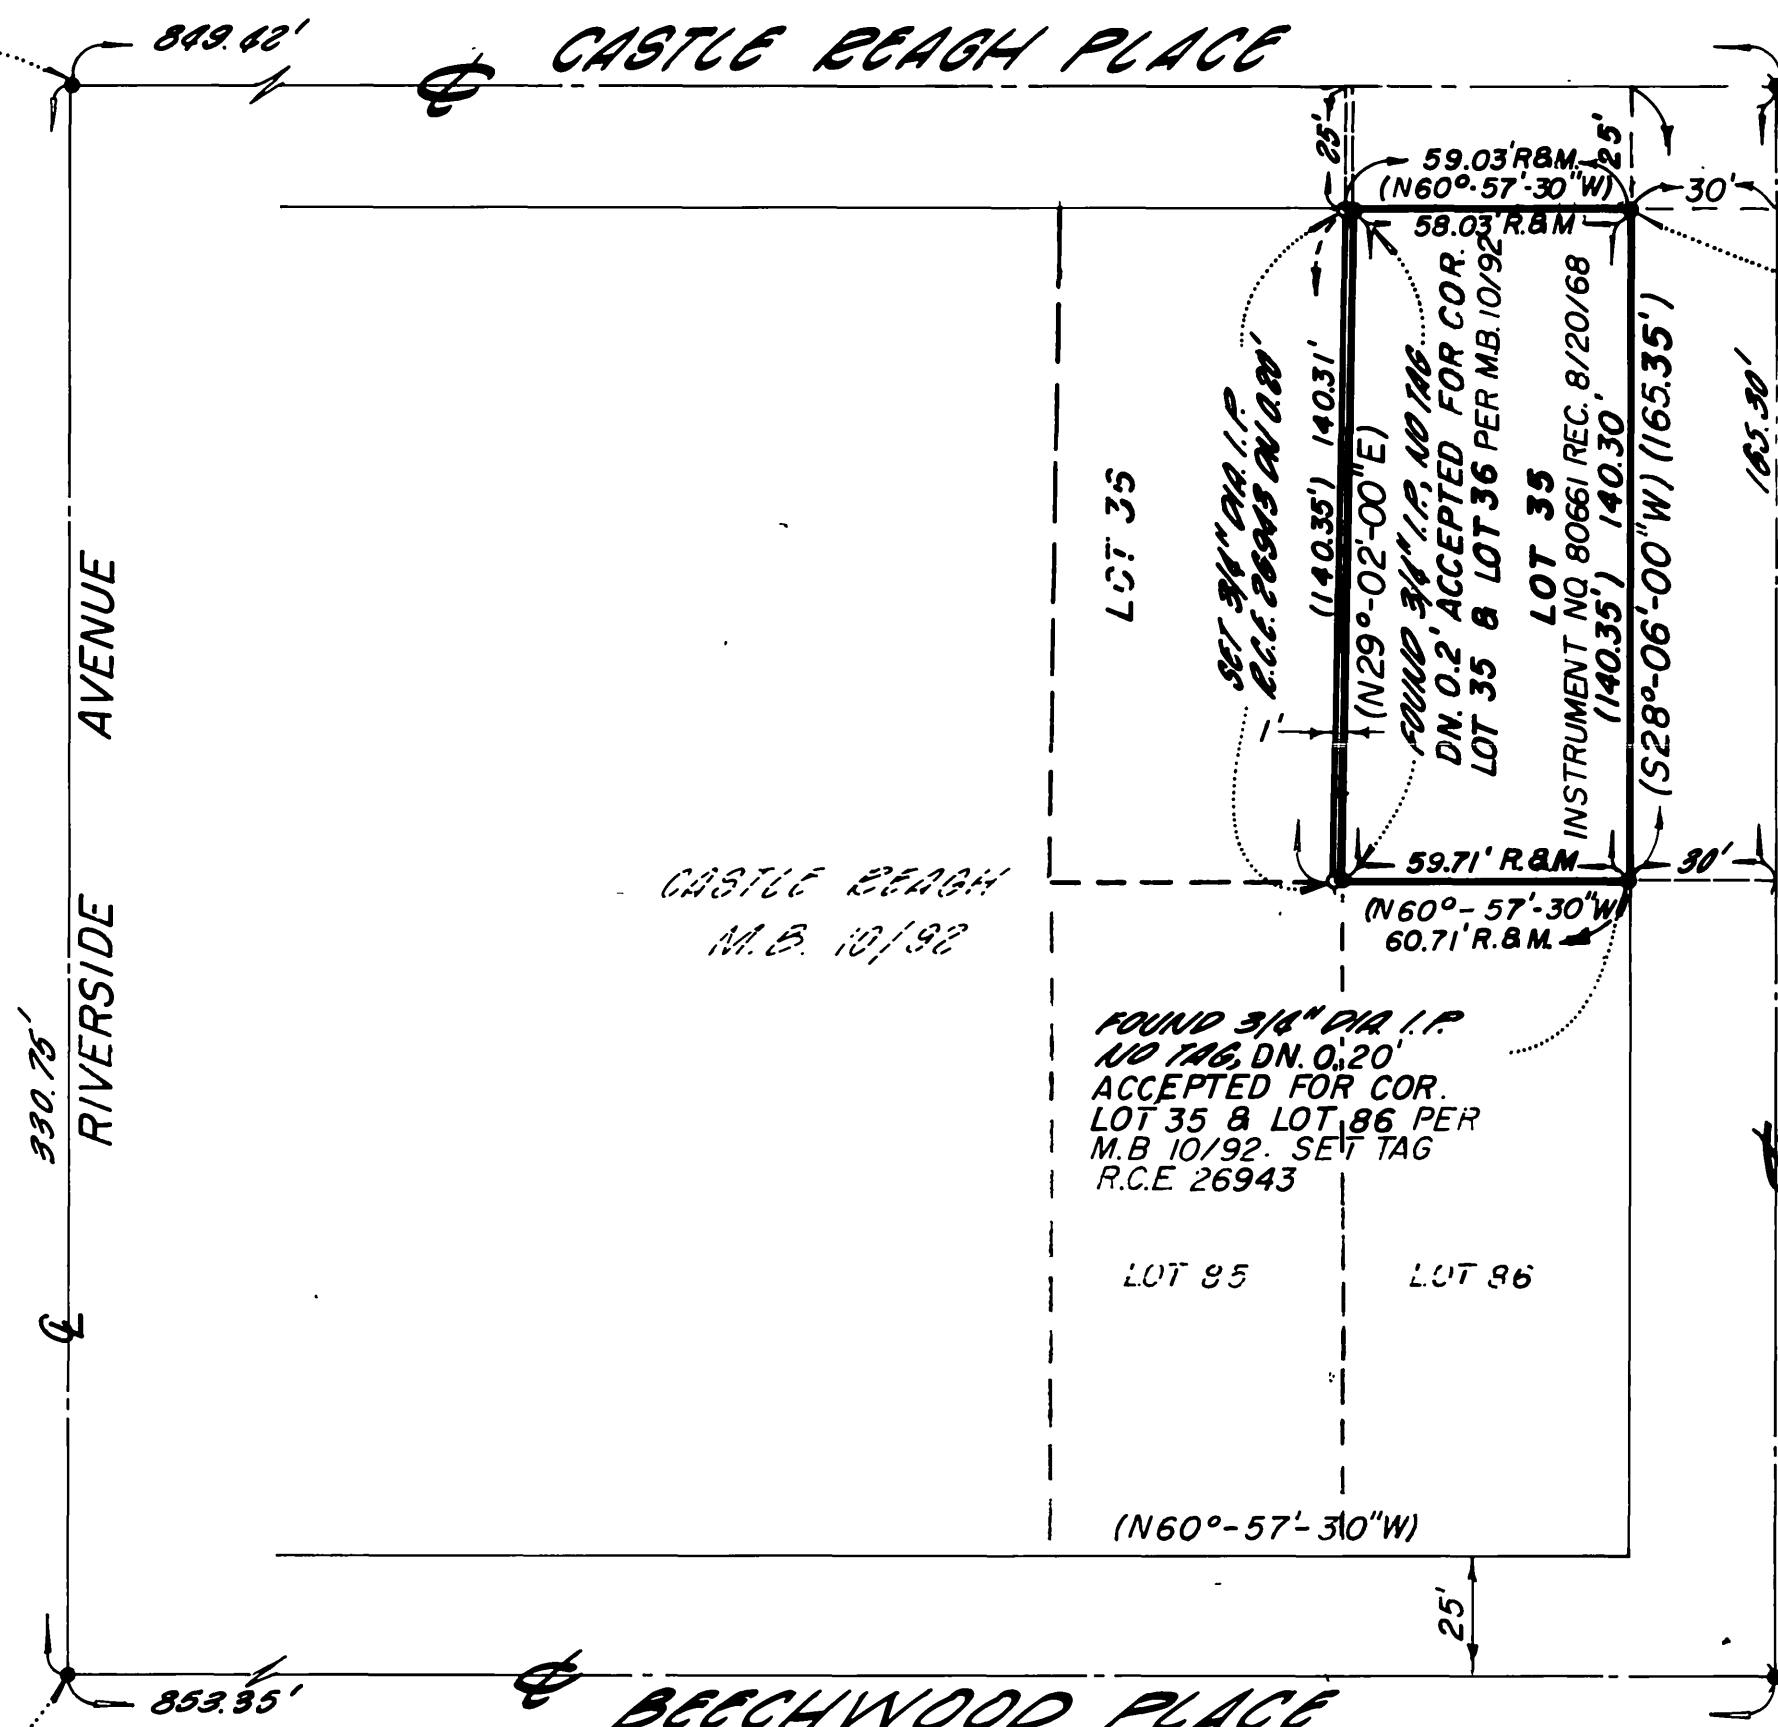 849.42'
CASTLE REAGH PLACE
25'
59.03' R&M.
(N60°-57'-30"W)
58.03' R.&M
25'
30'
LOT 35
SET 3/4" DIA. I.P.
R.C.E. 26943 DN 0.20'
(140.35') 140.31'
(N29°-02'-00"E)
1'
FOUND 3/4" I.P., NO TAG
DN. 0.2' ACCEPTED FOR COR.
LOT 35 & LOT 36 PER M.B. 10/92
LOT 35
INSTRUMENT NO. 80661 REC. 8/20/68
(140.35') 140.30'
(S28°-06'-00"W) (165.35')
165.30'
AVENUE
RIVERSIDE
330.75'
CASTLE REAGH
M.B. 10/92
59.71' R.&M
30'
(N60°-57'-30"W
60.71' R.&M.
FOUND 3/4" DIA I.P.
NO TAG, DN. 0.20'
ACCEPTED FOR COR.
LOT 35 & LOT 86 PER
M.B 10/92. SET TAG
R.C.E. 26943
LOT 85
LOT 86
(N60°-57'-30"W)
25'
853.35'
BEECHWOOD PLACE